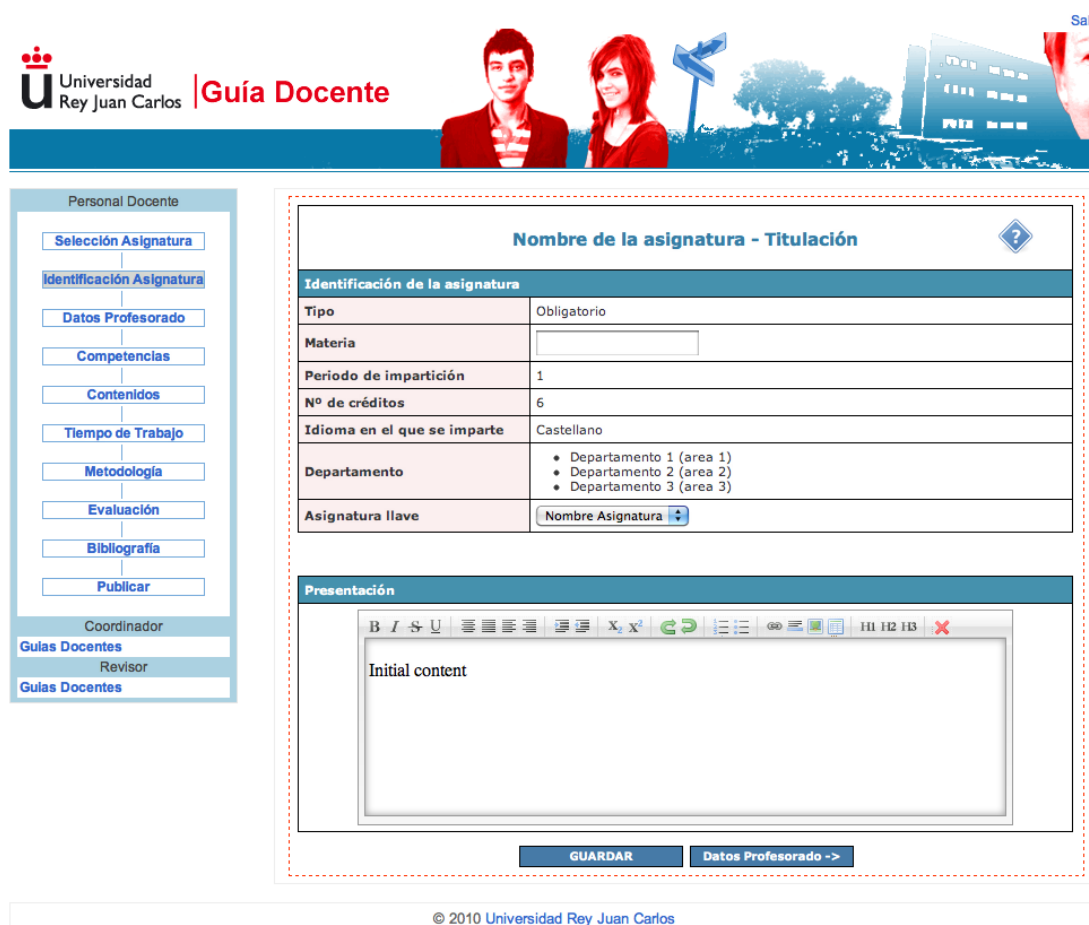 Universidad
Rey Juan Carlos
Guía Docente
Personal Docente
Selección Asignatura
Identificación Asignatura
Datos Profesorado
Competencias
Contenidos
Tiempo de Trabajo
Metodología
Evaluación
Bibliografía
Publicar
Coordinador
Guias Docentes
Revisor
Guias Docentes
Nombre de la asignatura - Titulación
?
Identificación de la asignatura
Tipo Obligatorio
Materia
Periodo de impartición 1
Nº de créditos 6
Idioma en el que se imparte Castellano
Departamento
• Departamento 1 (area 1)
• Departamento 2 (area 2)
• Departamento 3 (area 3)
Asignatura llave Nombre Asignatura
Presentación
B I S U X₂ X² H1 H2 H3
Initial content
GUARDAR Datos Profesorado ->
© 2010 Universidad Rey Juan Carlos